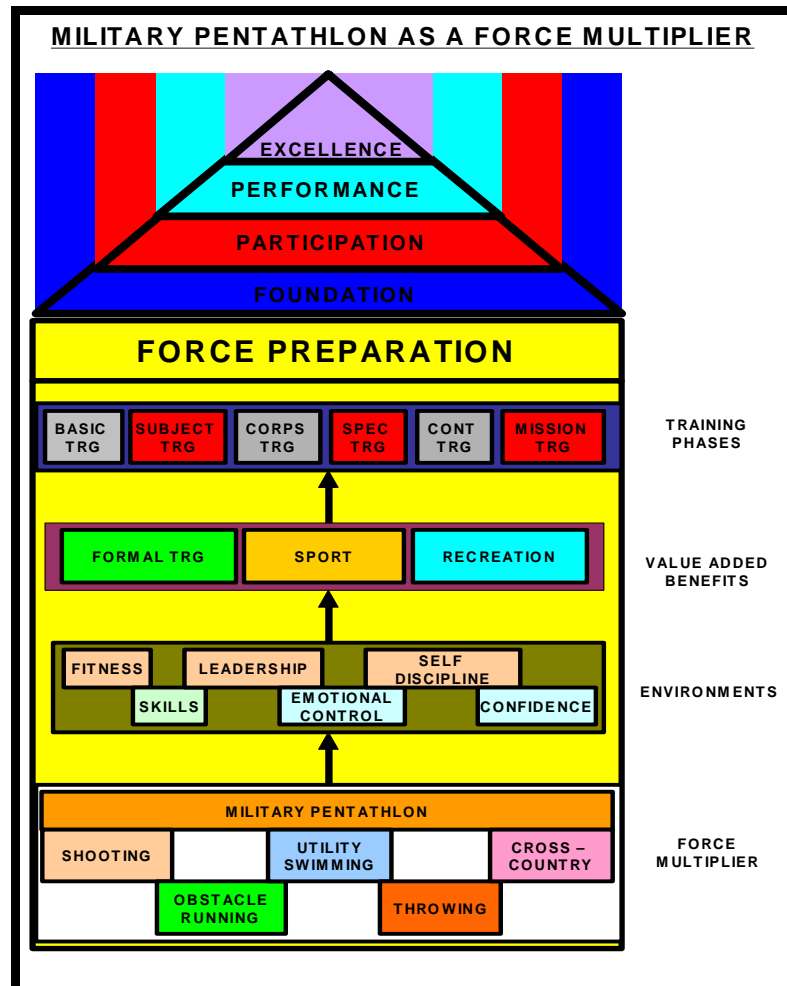 MILITARY PENTATHLON AS A FORCE MULTIPLIER
EXCELLENCE
PERFORMANCE
PARTICIPATION
FOUNDATION
FORCE PREPARATION
BASIC
TRG
SUBJECT
TRG
CORPS
TRG
SPEC
TRG
CONT
TRG
MISSION
TRG
TRAINING
PHASES
FORMAL TRG
SPORT
RECREATION
VALUE ADDED
BENEFITS
FITNESS
LEADERSHIP
SELF
DISCIPLINE
SKILLS
EMOTIONAL
CONTROL
CONFIDENCE
ENVIRONMENTS
MILITARY PENTATHLON
SHOOTING
UTILITY
SWIMMING
CROSS –
COUNTRY
OBSTACLE
RUNNING
THROWING
FORCE
MULTIPLIER